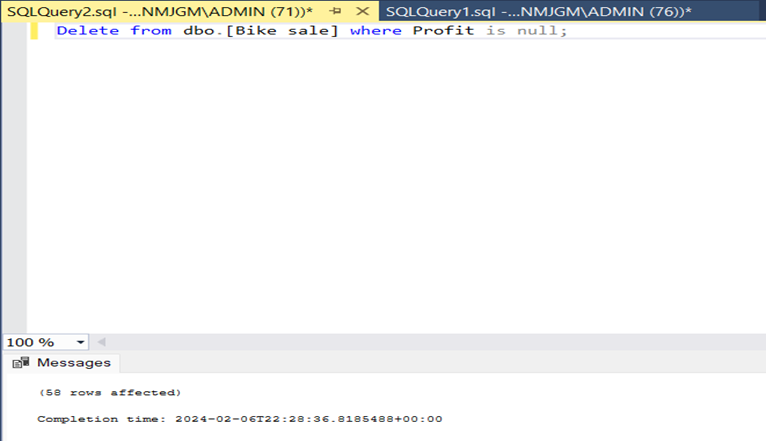 SQLQuery2.sql -...NMJGM\ADMIN (71))* SQLQuery1.sql -...NMJGM\ADMIN (76))*
Delete from dbo.[Bike sale] where Profit is null;
100 %
Messages
(58 rows affected)
Completion time: 2024-02-06T22:28:36.8185488+00:00